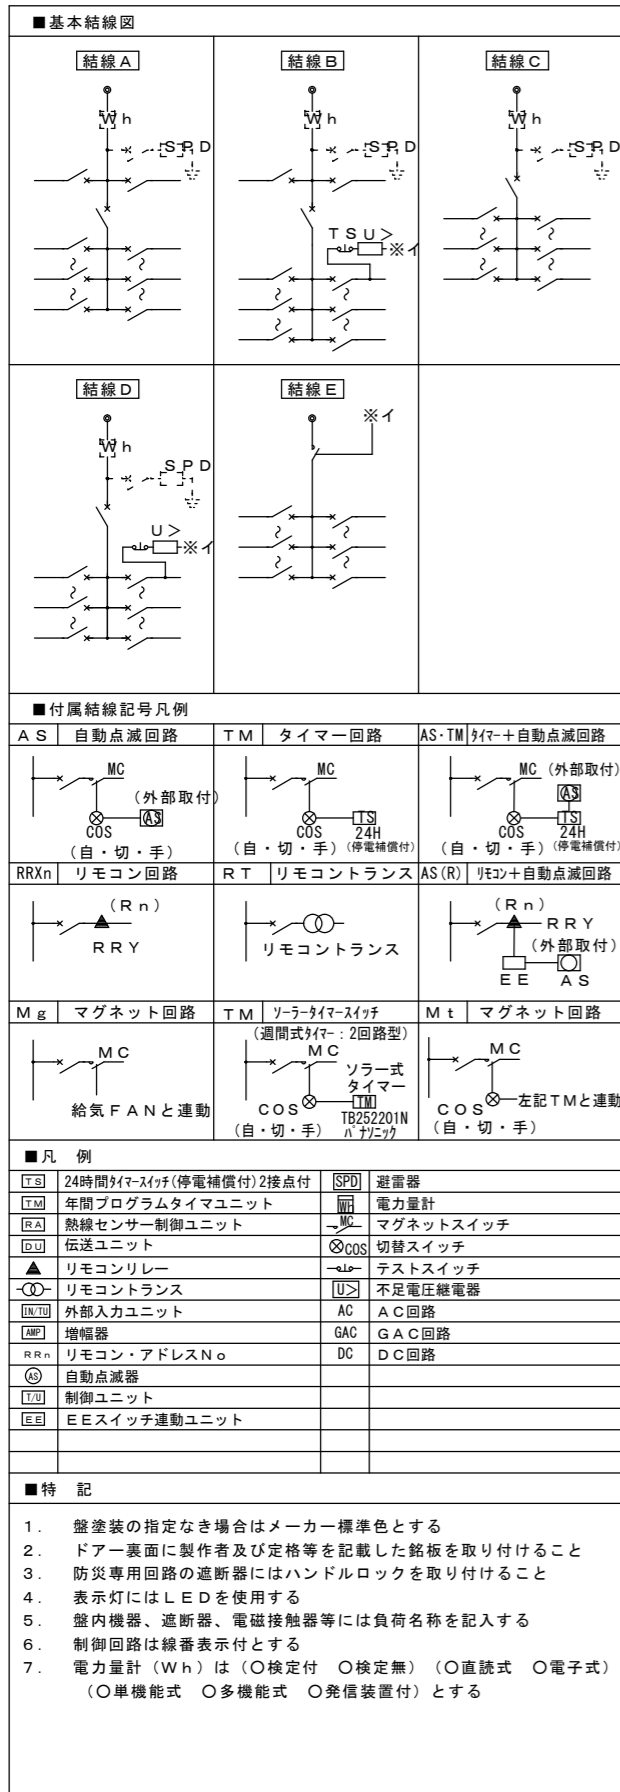 ■基本結線図
結線A 結線B 結線C
Wh Wh Wh
SPD SPD SPD
TS U>
※イ
結線D 結線E
※イ
Wh
SPD
U>
※イ
■付属結線記号凡例
AS 自動点滅回路 TM タイマー回路 AS・TM ﾀｲﾏｰ＋自動点滅回路
MC MC MC (外部取付)
(外部取付) AS
AS TS TS
COS COS 24H COS 24H
(自・切・手) (自・切・手) (停電補償付) (自・切・手) (停電補償付)
RRXn リモコン回路 RT リモコントランス AS(R) ﾘﾓｺﾝ＋自動点滅回路
(Rn) (Rn)
RRY
RRY リモコントランス (外部取付)
EE AS
Mg マグネット回路 TM ｿｰﾗｰﾀｲﾏｰｽｲｯﾁ Mt マグネット回路
(週間式ﾀｲﾏｰ：2回路型)
MC MC MC
ソラー式
タイマー
給気FANと連動 COS TM COS 左記TMと連動
TB252201N
(自・切・手) ﾊﾟﾅｿﾆｯｸ (自・切・手)
■凡 例
TS 24時間ﾀｲﾏｰｽｲｯﾁ(停電補償付)2接点付 SPD 避雷器
TM 年間プログラムタイマユニット WH 電力量計
RA 熱線センサー制御ユニット MC マグネットスイッチ
DU 伝送ユニット COS 切替スイッチ
リモコンリレー テストスイッチ
リモコントランス U> 不足電圧継電器
IN/TU 外部入力ユニット AC AC回路
AMP 増幅器 GAC GAC回路
RRn リモコン・アドレスNo DC DC回路
AS 自動点滅器
T/U 制御ユニット
EE EEスイッチ連動ユニット
■特 記
1. 盤塗装の指定なき場合はメーカー標準色とする
2. ドアー裏面に製作者及び定格等を記載した銘板を取り付けること
3. 防災専用回路の遮断器にはハンドルロックを取り付けること
4. 表示灯にはLEDを使用する
5. 盤内機器、遮断器、電磁接触器等には負荷名称を記入する
6. 制御回路は線番表示付とする
7. 電力量計(Wh)は(○検定付 ○検定無)(○直読式 ○電子式)
(○単機能式 ○多機能式 ○発信装置付)とする